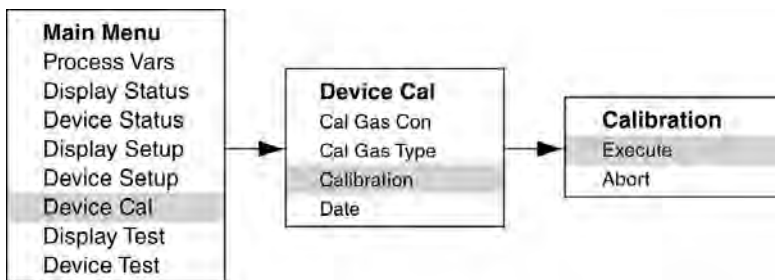 Main Menu
Process Vars
Display Status
Device Status
Display Setup
Device Setup
Device Cal
Display Test
Device Test
Device Cal
Cal Gas Con
Cal Gas Type
Calibration
Date
Calibration
Execute
Abort